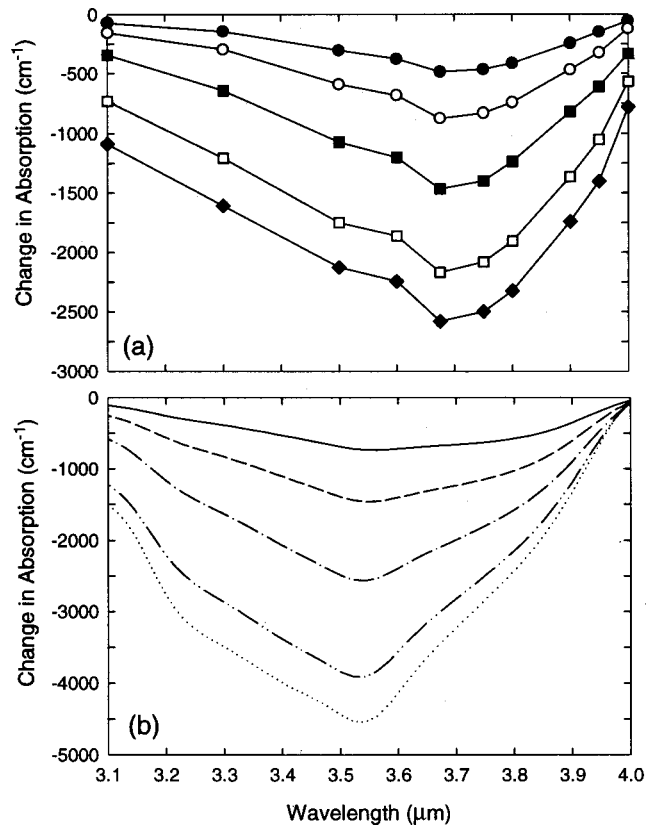 0
-500
-1000
-1500
-2000
-2500
-3000
Change in Absorption (cm⁻¹)
(a)
0
-1000
-2000
-3000
-4000
-5000
Change in Absorption (cm⁻¹)
(b)
3.1 3.2 3.3 3.4 3.5 3.6 3.7 3.8 3.9 4.0
Wavelength (μm)